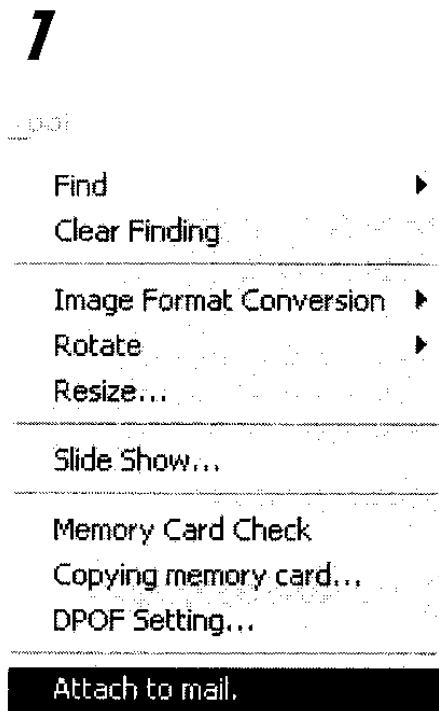 1
Find
Clear Finding
Image Format Conversion
Rotate
Resize...
Slide Show...
Memory Card Check
Copying memory card...
DPOF Setting...
Attach to mail.